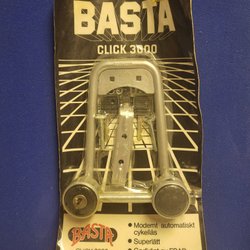 BASTA
CLICK 3000
BASTA
• Modernt automatiskt
cykellås
• Superlätt